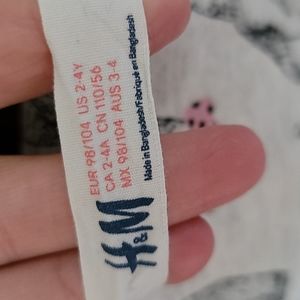 H&M
EUR 98/104 US 2-4Y
CA 2-4A CN 110/56
MX 98/104 AUS 3-4
Made in Bangladesh/Fabriqué en Bangladesh